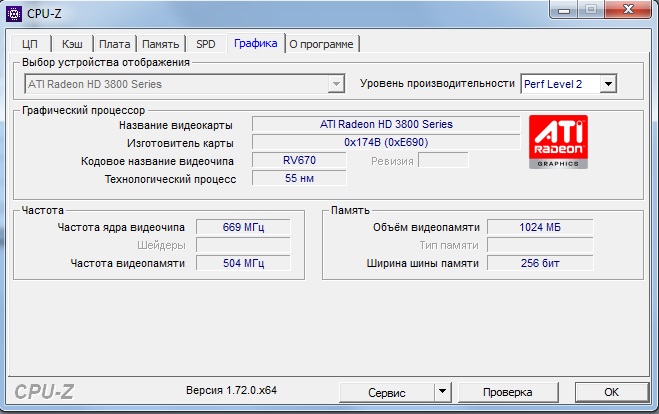 CPU-Z
ЦП Кэш Плата Память SPD Графика О программе
Выбор устройства отображения
ATI Radeon HD 3800 Series Уровень производительности Perf Level 2
Графический процессор
Название видеокарты ATI Radeon HD 3800 Series
Изготовитель карты 0x174B (0xE690)
Кодовое название видеочипа RV670 Ревизия
Технологический процесс 55 нм
ATI
RADEON
GRAPHICS
Частота
Частота ядра видеочипа 669 МГц
Шейдеры
Частота видеопамяти 504 МГц
Память
Объём видеопамяти 1024 МБ
Тип памяти
Ширина шины памяти 256 бит
CPU-Z Версия 1.72.0.x64 Сервис Проверка OK